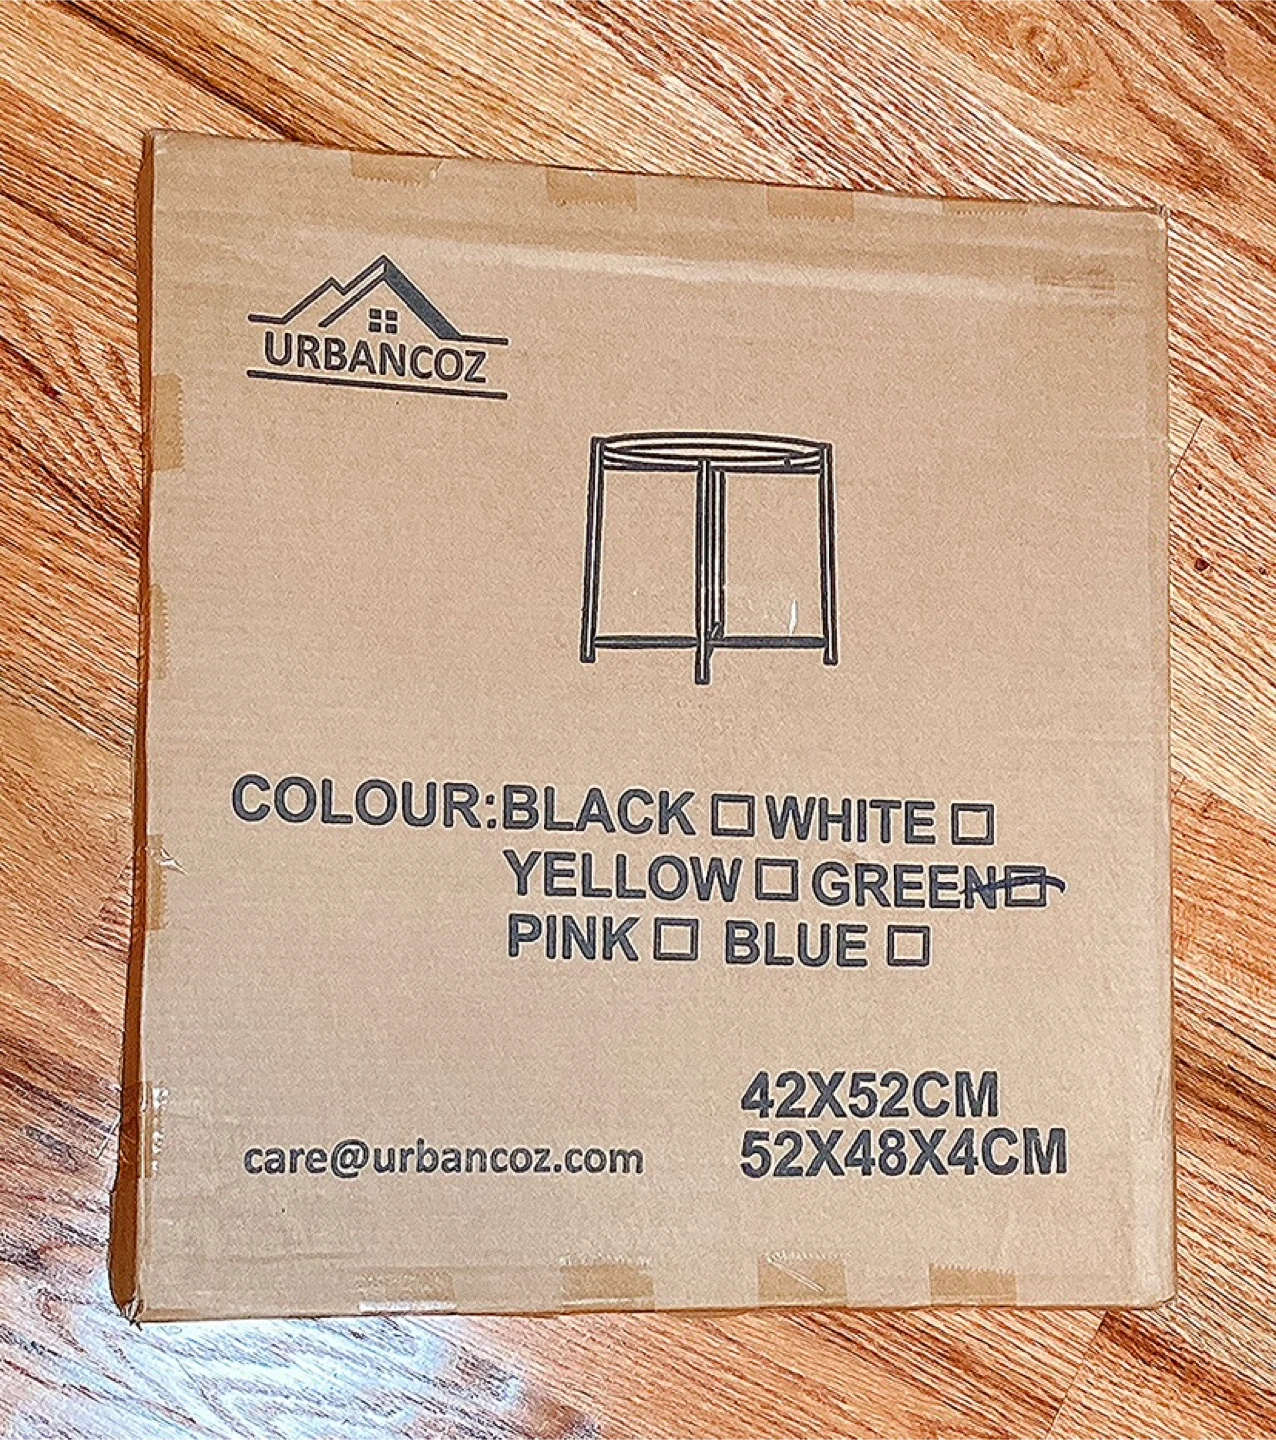 URBANCOZ
COLOUR:BLACK □ WHITE □
YELLOW □ GREEN □
PINK □ BLUE □
42X52CM
care@urbancoz.com 52X48X4CM